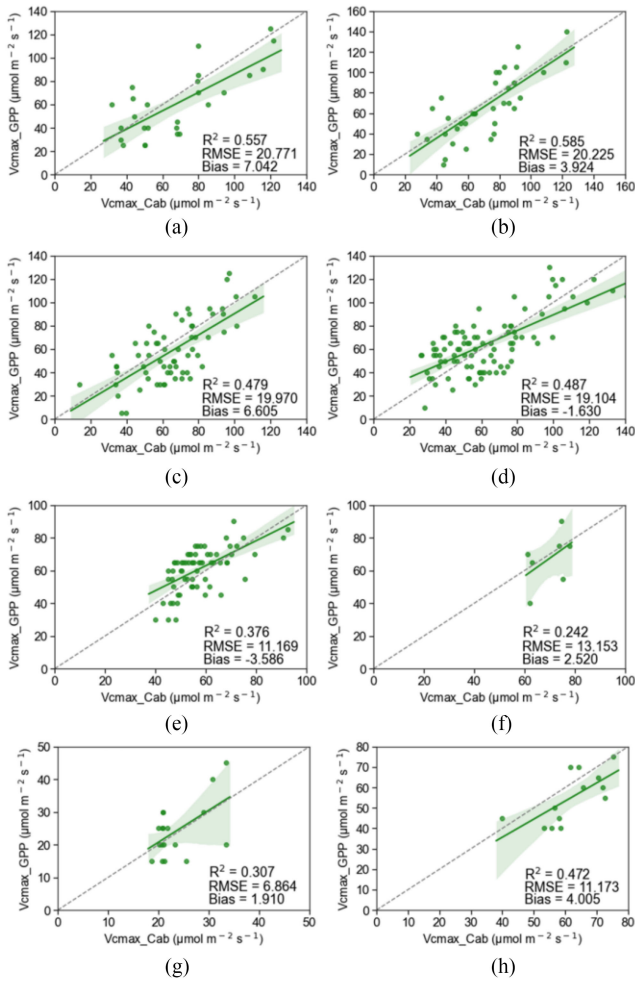 140
120
100
80
60
40
20
0
Vcmax_GPP (μmol m⁻² s⁻¹)
R² = 0.557
RMSE = 20.771
Bias = 7.042
0 20 40 60 80 100 120 140
Vcmax_Cab (μmol m⁻² s⁻¹)
(a)
160
140
120
100
80
60
40
20
0
Vcmax_GPP (μmol m⁻² s⁻¹)
R² = 0.585
RMSE = 20.225
Bias = 3.924
0 20 40 60 80 100 120 140 160
Vcmax_Cab (μmol m⁻² s⁻¹)
(b)
140
120
100
80
60
40
20
0
Vcmax_GPP (μmol m⁻² s⁻¹)
R² = 0.479
RMSE = 19.970
Bias = 6.605
0 20 40 60 80 100 120 140
Vcmax_Cab (μmol m⁻² s⁻¹)
(c)
140
120
100
80
60
40
20
0
Vcmax_GPP (μmol m⁻² s⁻¹)
R² = 0.487
RMSE = 19.104
Bias = -1.630
0 20 40 60 80 100 120 140
Vcmax_Cab (μmol m⁻² s⁻¹)
(d)
100
80
60
40
20
0
Vcmax_GPP (μmol m⁻² s⁻¹)
R² = 0.376
RMSE = 11.169
Bias = -3.586
0 20 40 60 80 100
Vcmax_Cab (μmol m⁻² s⁻¹)
(e)
100
80
60
40
20
0
Vcmax_GPP (μmol m⁻² s⁻¹)
R² = 0.242
RMSE = 13.153
Bias = 2.520
0 20 40 60 80 100
Vcmax_Cab (μmol m⁻² s⁻¹)
(f)
50
40
30
20
10
0
Vcmax_GPP (μmol m⁻² s⁻¹)
R² = 0.307
RMSE = 6.864
Bias = 1.910
0 10 20 30 40 50
Vcmax_Cab (μmol m⁻² s⁻¹)
(g)
80
70
60
50
40
30
20
10
0
Vcmax_GPP (μmol m⁻² s⁻¹)
R² = 0.472
RMSE = 11.173
Bias = 4.005
0 10 20 30 40 50 60 70 80
Vcmax_Cab (μmol m⁻² s⁻¹)
(h)